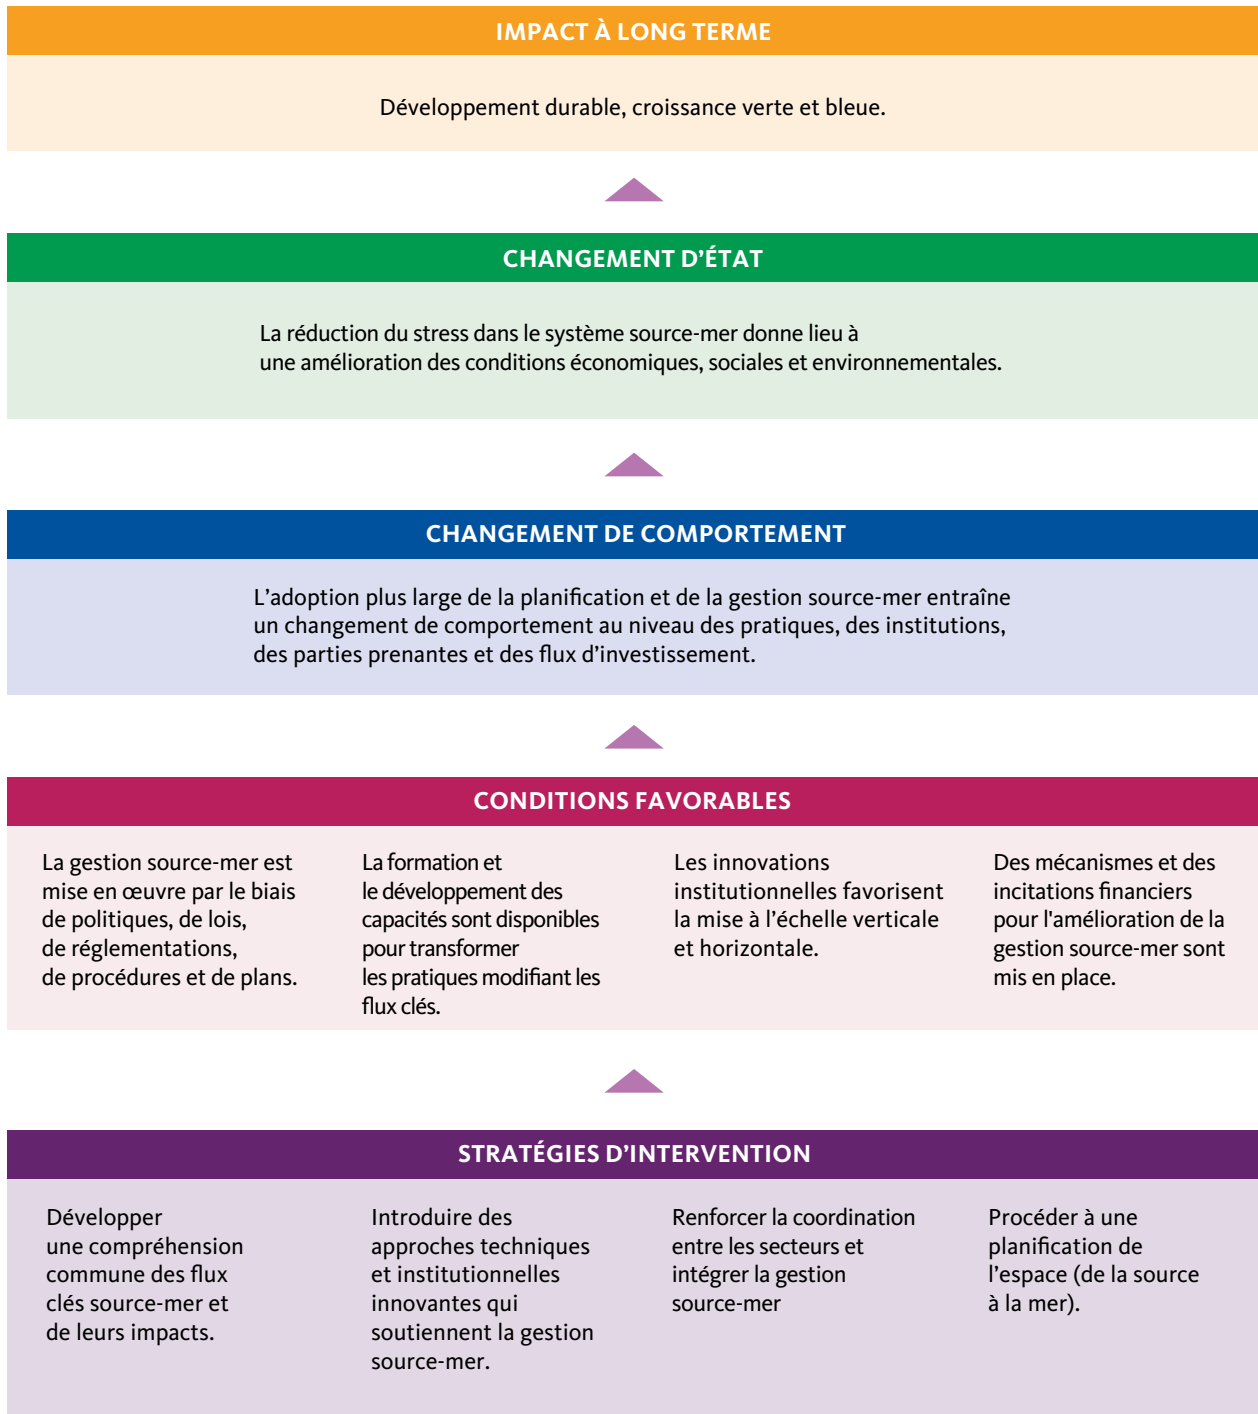 IMPACT À LONG TERME
Développement durable, croissance verte et bleue.
CHANGEMENT D’ÉTAT
La réduction du stress dans le système source-mer donne lieu à
une amélioration des conditions économiques, sociales et environnementales.
CHANGEMENT DE COMPORTEMENT
L’adoption plus large de la planification et de la gestion source-mer entraîne
un changement de comportement au niveau des pratiques, des institutions,
des parties prenantes et des flux d’investissement.
CONDITIONS FAVORABLES
La gestion source-mer est
mise en œuvre par le biais
de politiques, de lois,
de réglementations,
de procédures et de plans.
La formation et
le développement des
capacités sont disponibles
pour transformer
les pratiques modifiant les
flux clés.
Les innovations
institutionnelles favorisent
la mise à l’échelle verticale
et horizontale.
Des mécanismes et des
incitations financiers
pour l'amélioration de la
gestion source-mer sont
mis en place.
STRATÉGIES D’INTERVENTION
Développer
une compréhension
commune des flux
clés source-mer et
de leurs impacts.
Introduire des
approches techniques
et institutionnelles
innovantes qui
soutiennent la gestion
source-mer.
Renforcer la coordination
entre les secteurs et
intégrer la gestion
source-mer
Procéder à une
planification de
l’espace (de la source
à la mer).